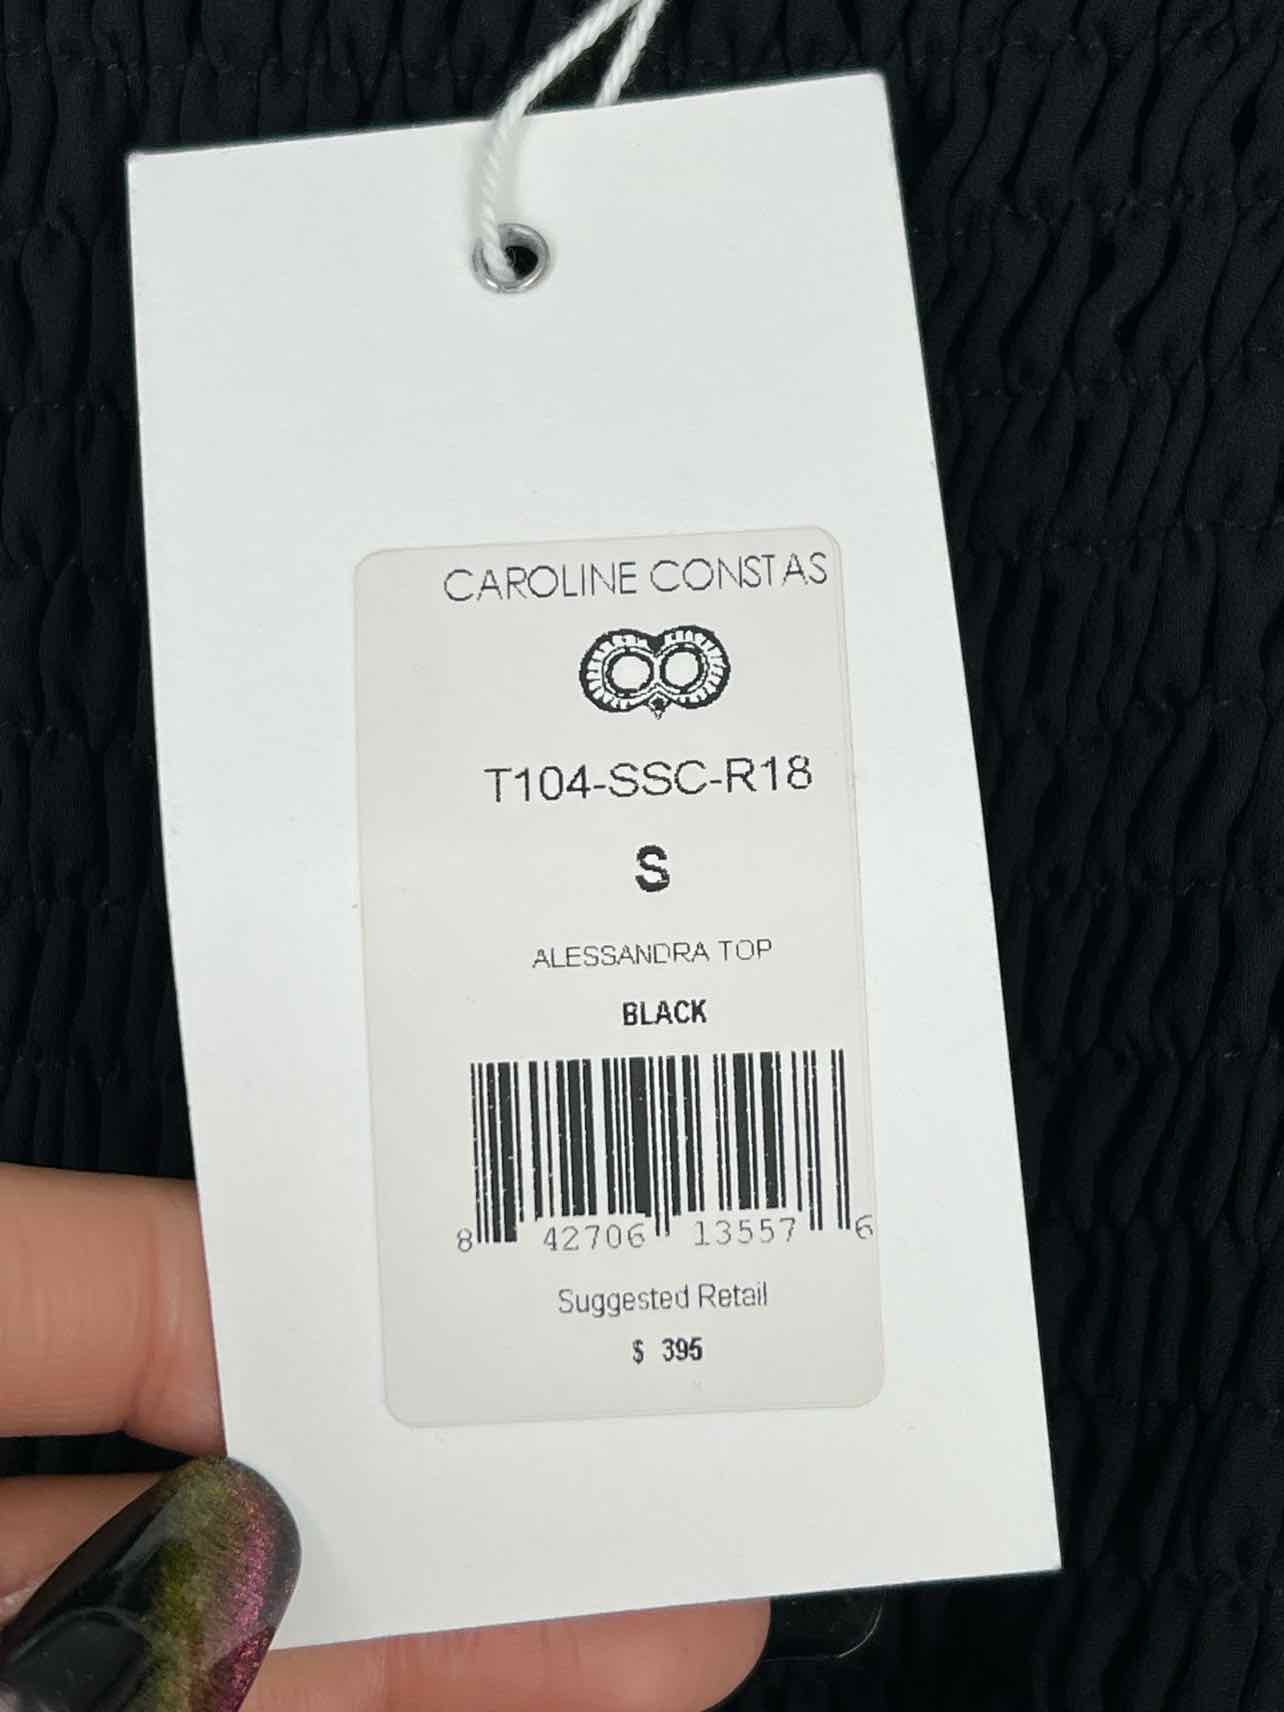 CAROLINE CONSTAS
T104-SSC-R18
S
ALESSANDRA TOP
BLACK
8 42706 13557 6
Suggested Retail
$ 395